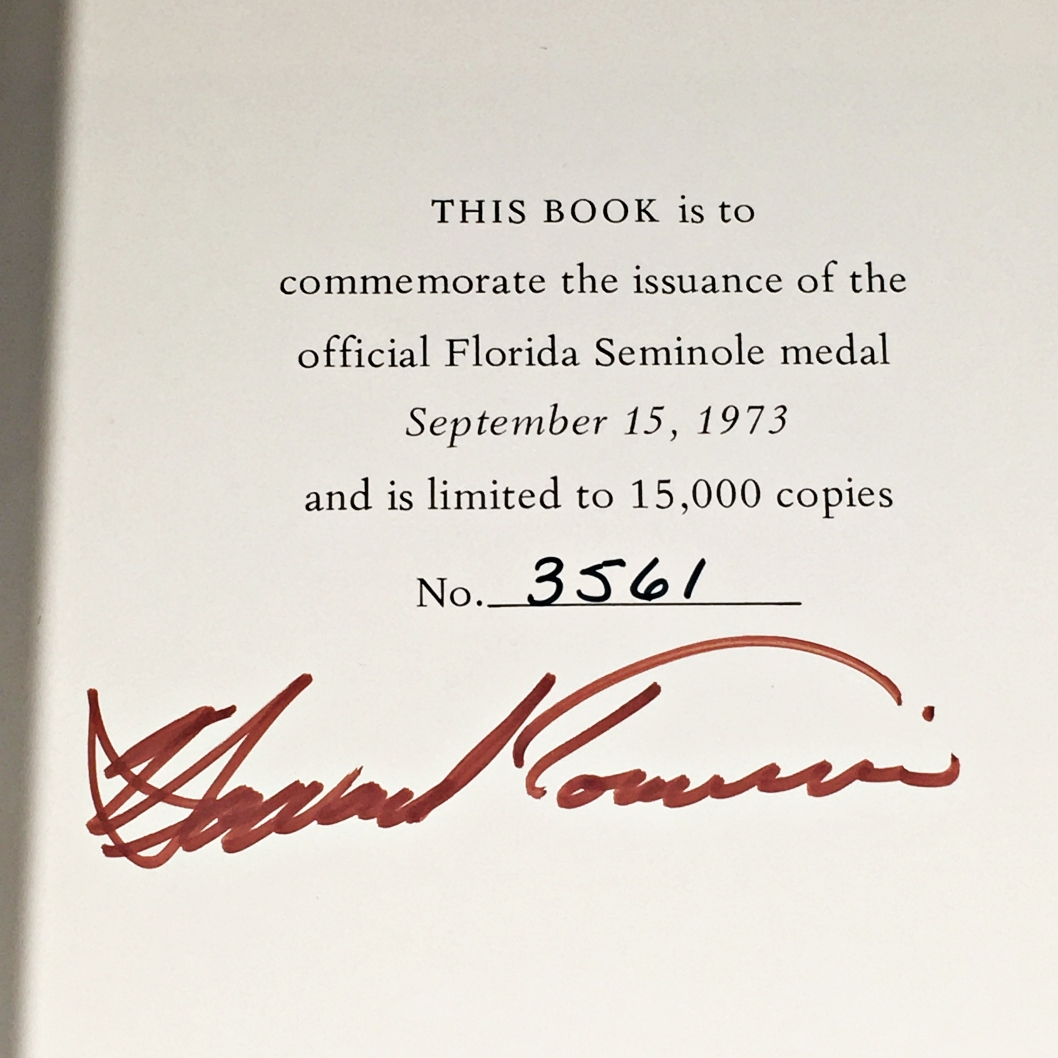 THIS BOOK is to
commemorate the issuance of the
official Florida Seminole medal
September 15, 1973
and is limited to 15,000 copies
No. 3561